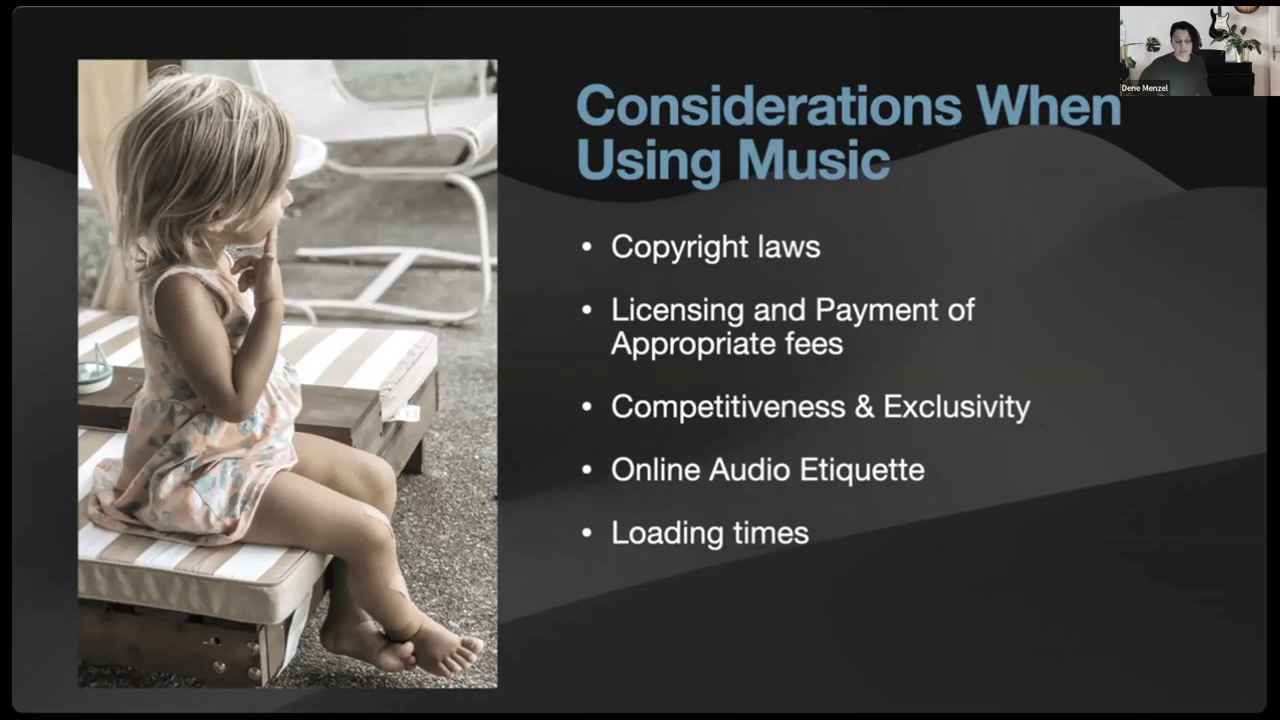 Considerations When
Using Music
• Copyright laws
• Licensing and Payment of
Appropriate fees
• Competitiveness & Exclusivity
• Online Audio Etiquette
• Loading times
Dene Menzel